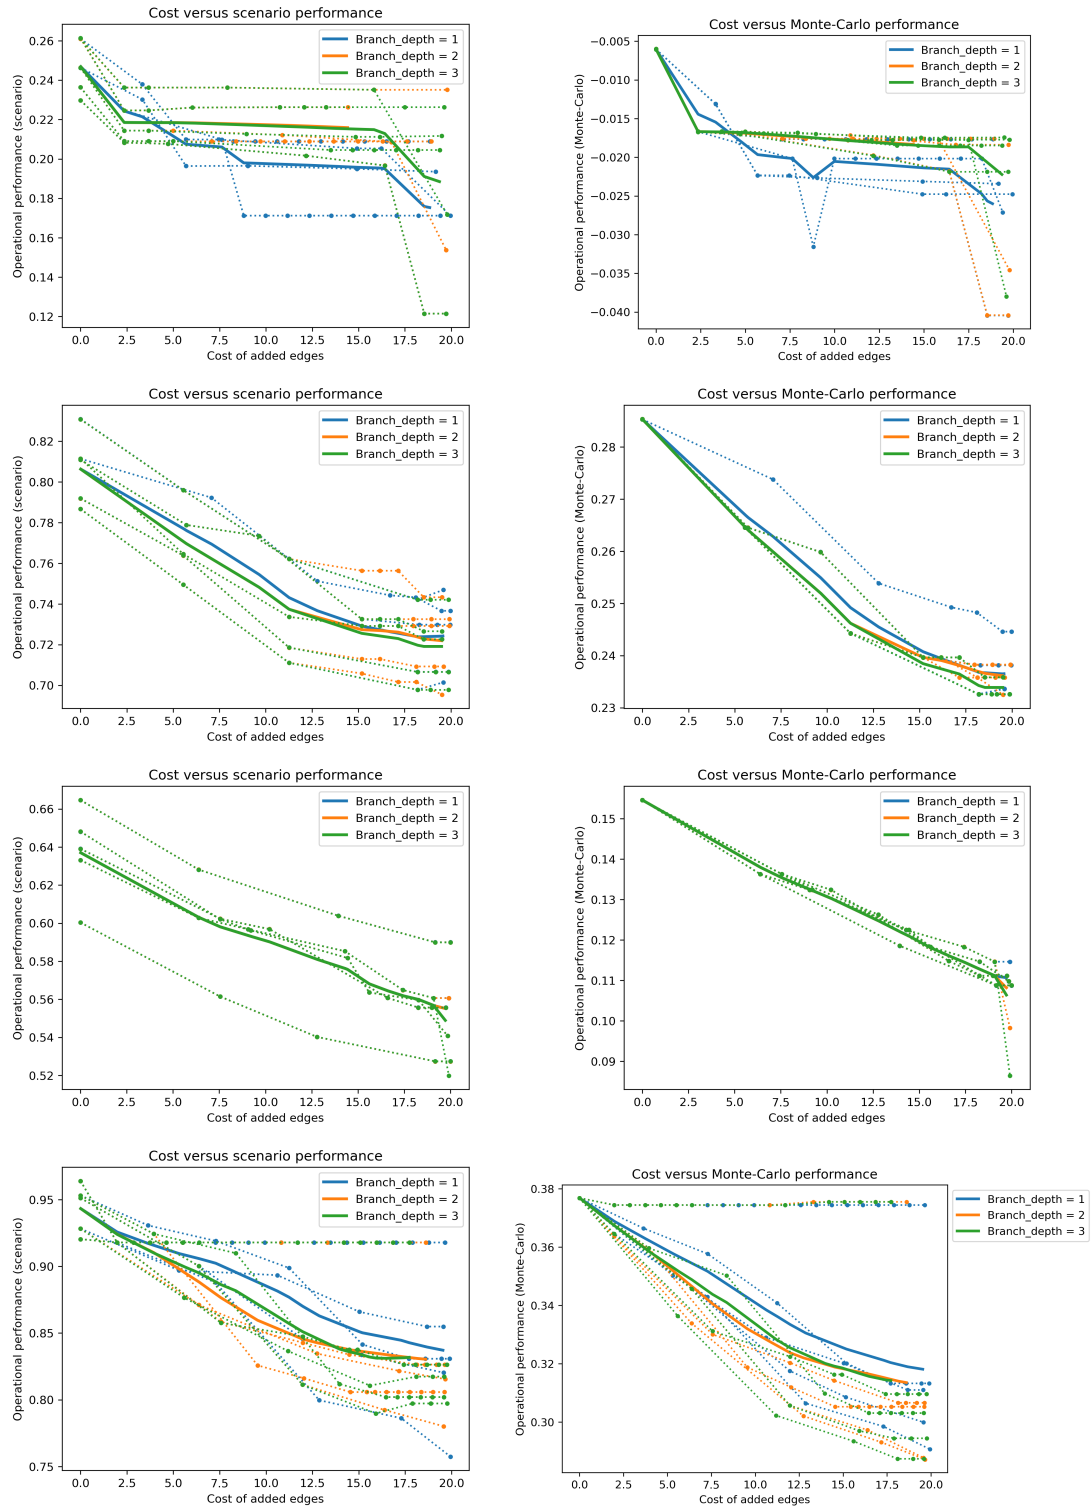 Cost versus scenario performance
Operational performance (scenario)
0.26
0.24
0.22
0.20
0.18
0.16
0.14
0.12
Branch_depth = 1
Branch_depth = 2
Branch_depth = 3
0.0 2.5 5.0 7.5 10.0 12.5 15.0 17.5 20.0
Cost of added edges
Cost versus Monte-Carlo performance
Operational performance (Monte-Carlo)
−0.005
−0.010
−0.015
−0.020
−0.025
−0.030
−0.035
−0.040
Branch_depth = 1
Branch_depth = 2
Branch_depth = 3
0.0 2.5 5.0 7.5 10.0 12.5 15.0 17.5 20.0
Cost of added edges
Cost versus scenario performance
Operational performance (scenario)
0.82
0.80
0.78
0.76
0.74
0.72
0.70
Branch_depth = 1
Branch_depth = 2
Branch_depth = 3
0.0 2.5 5.0 7.5 10.0 12.5 15.0 17.5 20.0
Cost of added edges
Cost versus Monte-Carlo performance
Operational performance (Monte-Carlo)
0.28
0.27
0.26
0.25
0.24
0.23
Branch_depth = 1
Branch_depth = 2
Branch_depth = 3
0.0 2.5 5.0 7.5 10.0 12.5 15.0 17.5 20.0
Cost of added edges
Cost versus scenario performance
Operational performance (scenario)
0.66
0.64
0.62
0.60
0.58
0.56
0.54
0.52
Branch_depth = 1
Branch_depth = 2
Branch_depth = 3
0.0 2.5 5.0 7.5 10.0 12.5 15.0 17.5 20.0
Cost of added edges
Cost versus Monte-Carlo performance
Operational performance (Monte-Carlo)
0.15
0.14
0.13
0.12
0.11
0.10
0.09
Branch_depth = 1
Branch_depth = 2
Branch_depth = 3
0.0 2.5 5.0 7.5 10.0 12.5 15.0 17.5 20.0
Cost of added edges
Cost versus scenario performance
Operational performance (scenario)
0.95
0.90
0.85
0.80
0.75
Branch_depth = 1
Branch_depth = 2
Branch_depth = 3
0.0 2.5 5.0 7.5 10.0 12.5 15.0 17.5 20.0
Cost of added edges
Cost versus Monte-Carlo performance
Operational performance (Monte-Carlo)
0.38
0.36
0.34
0.32
0.30
Branch_depth = 1
Branch_depth = 2
Branch_depth = 3
0.0 2.5 5.0 7.5 10.0 12.5 15.0 17.5 20.0
Cost of added edges